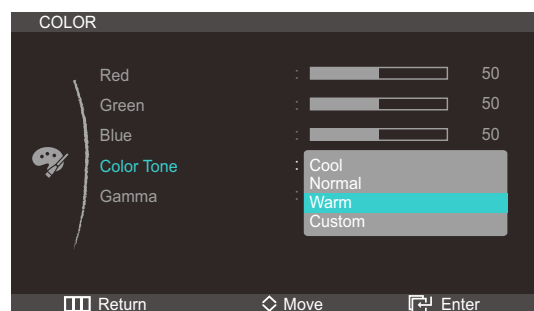 COLOR
Red : 50
Green : 50
Blue : 50
Color Tone : Cool
Normal
Warm
Gamma :
Custom
Return Move Enter